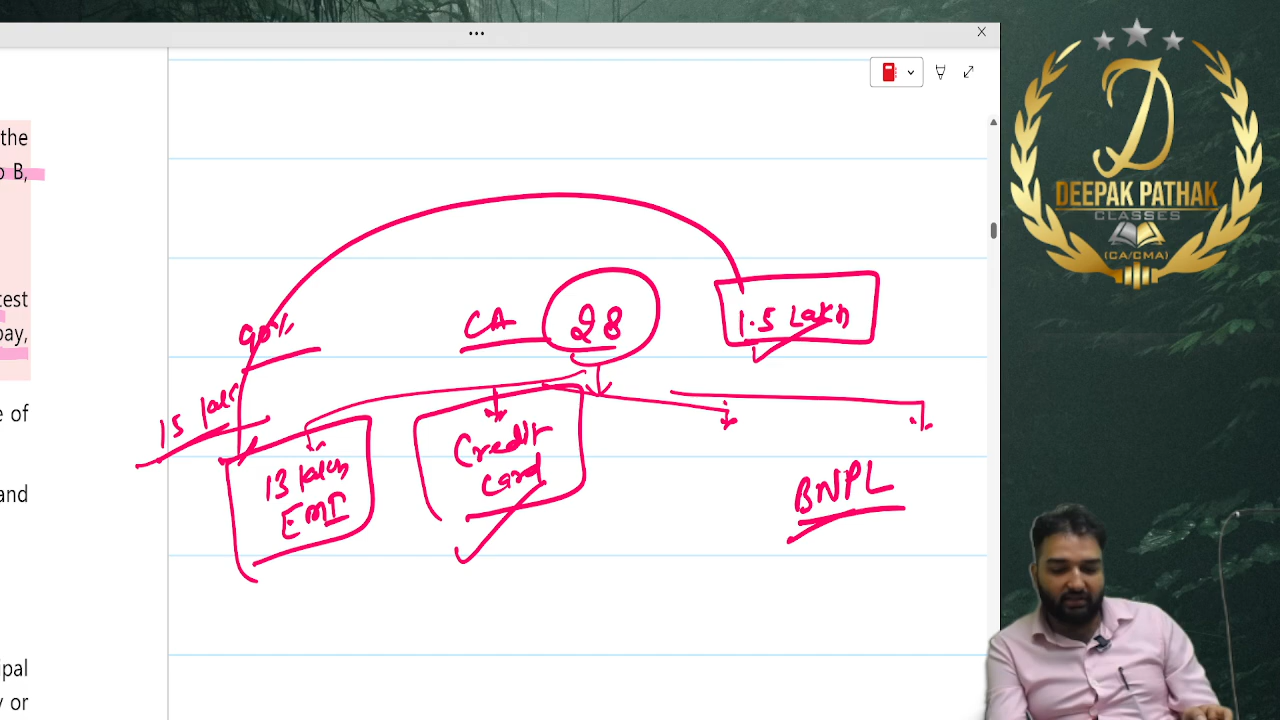 the
o B,
test
pay,
e of
and
ipal
y or
90%
CA 28
1.5 Lakh
15 lakh
13 lakh
EMI
Credit
card
BNPL
D
DEEPAK PATHAK
CLASSES
(CA/CMA)